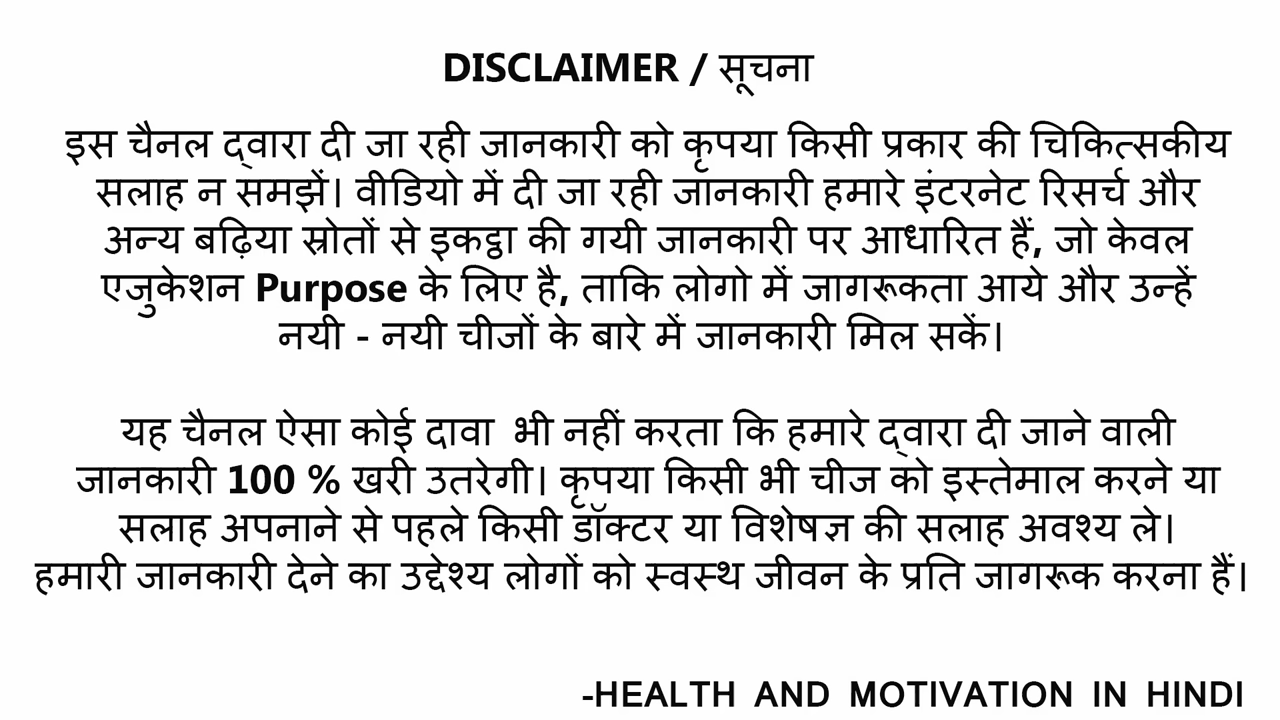 DISCLAIMER / सूचना
इस चैनल द्वारा दी जा रही जानकारी को कृपया किसी प्रकार की चिकित्सकीय
सलाह न समझें। वीडियो में दी जा रही जानकारी हमारे इंटरनेट रिसर्च और
अन्य बढ़िया स्रोतों से इकट्ठा की गयी जानकारी पर आधारित हैं, जो केवल
एजुकेशन Purpose के लिए है, ताकि लोगो में जागरूकता आये और उन्हें
नयी - नयी चीजों के बारे में जानकारी मिल सकें।
यह चैनल ऐसा कोई दावा भी नहीं करता कि हमारे द्वारा दी जाने वाली
जानकारी 100 % खरी उतरेगी। कृपया किसी भी चीज को इस्तेमाल करने या
सलाह अपनाने से पहले किसी डॉक्टर या विशेषज्ञ की सलाह अवश्य ले।
हमारी जानकारी देने का उद्देश्य लोगों को स्वस्थ जीवन के प्रति जागरूक करना हैं।
-HEALTH AND MOTIVATION IN HINDI